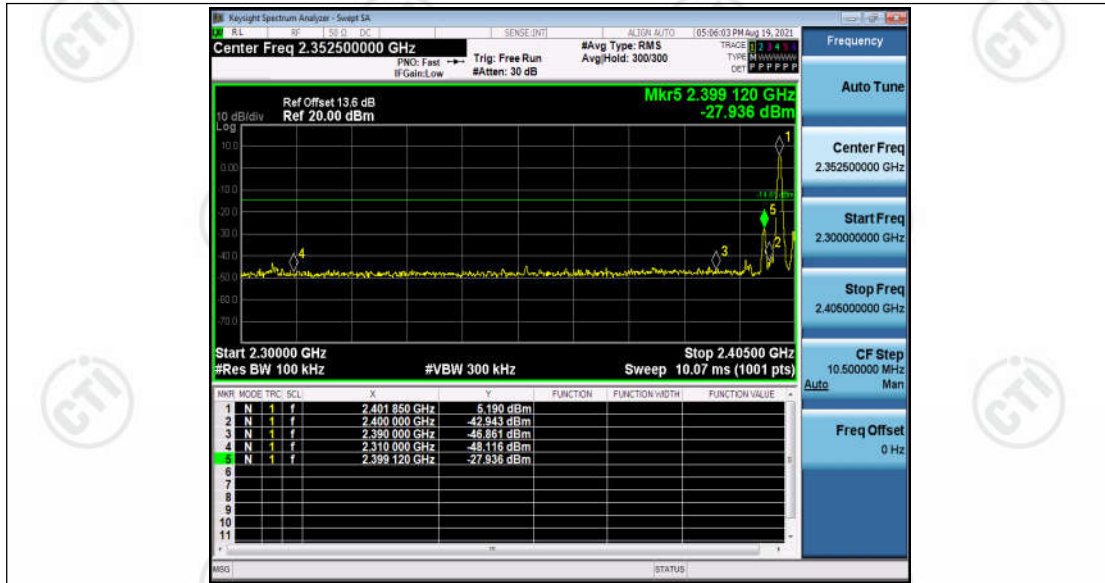 Keysight Spectrum Analyzer - Swept SA
RL RF 50 Ω DC SENSE:INT ALIGN AUTO 05:06:03 PM Aug 19, 2021
Center Freq 2.352500000 GHz
PNO: Fast
IFGain:Low
Trig: Free Run
#Atten: 30 dB
#Avg Type: RMS
Avg|Hold: 300/300
TRACE 1 2 3 4 5 6
TYPE M WWWWW
DET P P P P P P
Frequency
Auto Tune
Center Freq
2.352500000 GHz
Start Freq
2.300000000 GHz
Stop Freq
2.405000000 GHz
CF Step
10.500000 MHz
Auto Man
Freq Offset
0 Hz
Mkr5 2.399 120 GHz
-27.936 dBm
Ref Offset 13.6 dB
10 dB/div Ref 20.00 dBm
Log
10.0
0.00
-10.0
-20.0
-30.0
-40.0
-50.0
-60.0
-70.0
1
5
2
3
4
Start 2.30000 GHz Stop 2.40500 GHz
#Res BW 100 kHz #VBW 300 kHz Sweep 10.07 ms (1001 pts)
MKR MODE TRC SCL X Y FUNCTION FUNCTION WIDTH FUNCTION VALUE
1 N 1 f 2.401 850 GHz 5.190 dBm
2 N 1 f 2.400 000 GHz -42.943 dBm
3 N 1 f 2.390 000 GHz -46.861 dBm
4 N 1 f 2.310 000 GHz -48.116 dBm
5 N 1 f 2.399 120 GHz -27.936 dBm
6
7
8
9
10
11
MSG STATUS
CTI
CTI
CTI